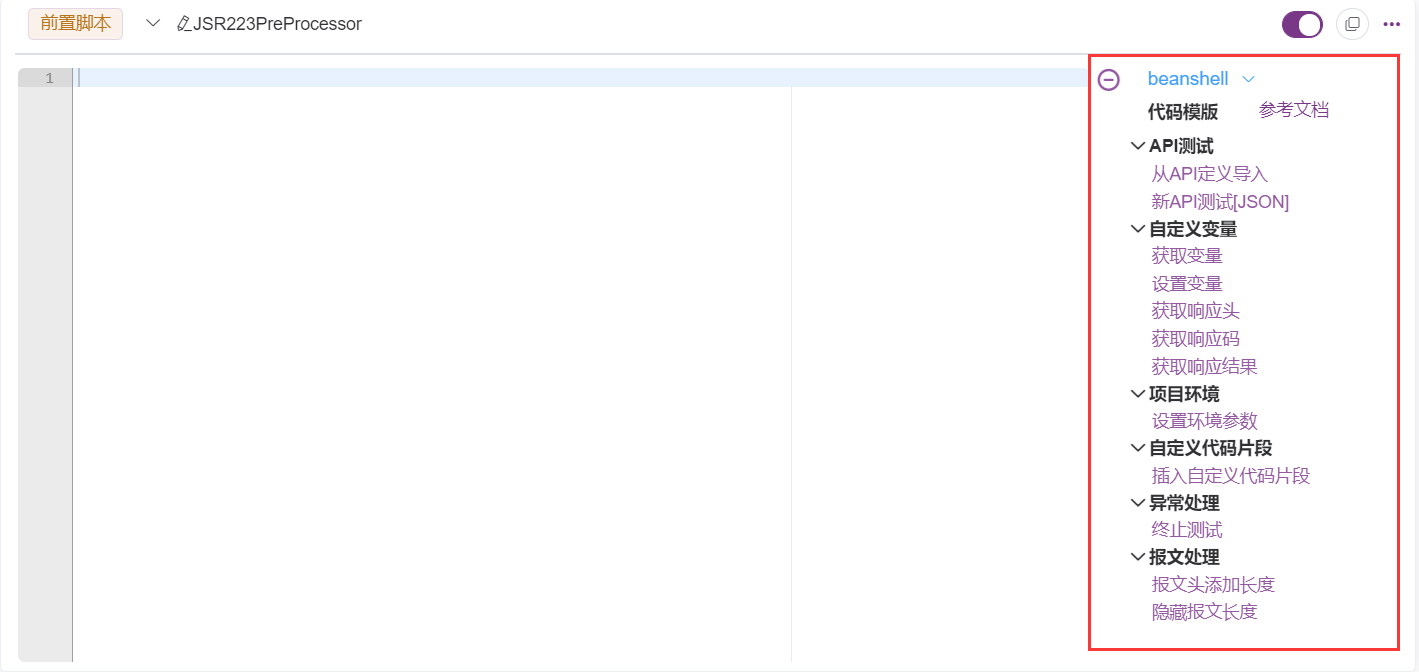 前置脚本 JSR223PreProcessor
1
beanshell
代码模版 参考文档
API测试
从API定义导入
新API测试[JSON]
自定义变量
获取变量
设置变量
获取响应头
获取响应码
获取响应结果
项目环境
设置环境参数
自定义代码片段
插入自定义代码片段
异常处理
终止测试
报文处理
报文头添加长度
隐藏报文长度